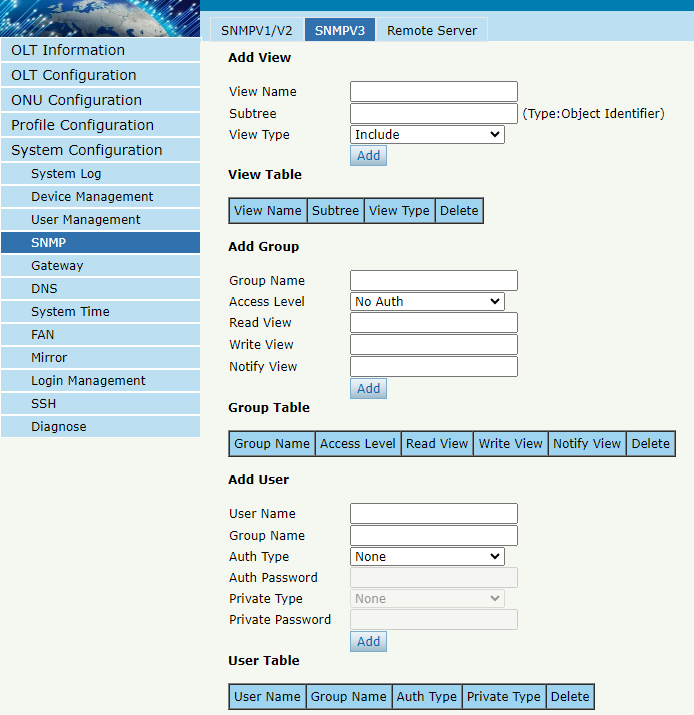 SNMPV1/V2 SNMPV3 Remote Server
OLT Information
OLT Configuration
ONU Configuration
Profile Configuration
System Configuration
System Log
Device Management
User Management
SNMP
Gateway
DNS
System Time
FAN
Mirror
Login Management
SSH
Diagnose
Add View
View Name
Subtree (Type:Object Identifier)
View Type Include
Add
View Table
View Name Subtree View Type Delete
Add Group
Group Name
Access Level No Auth
Read View
Write View
Notify View
Add
Group Table
Group Name Access Level Read View Write View Notify View Delete
Add User
User Name
Group Name
Auth Type None
Auth Password
Private Type None
Private Password
Add
User Table
User Name Group Name Auth Type Private Type Delete